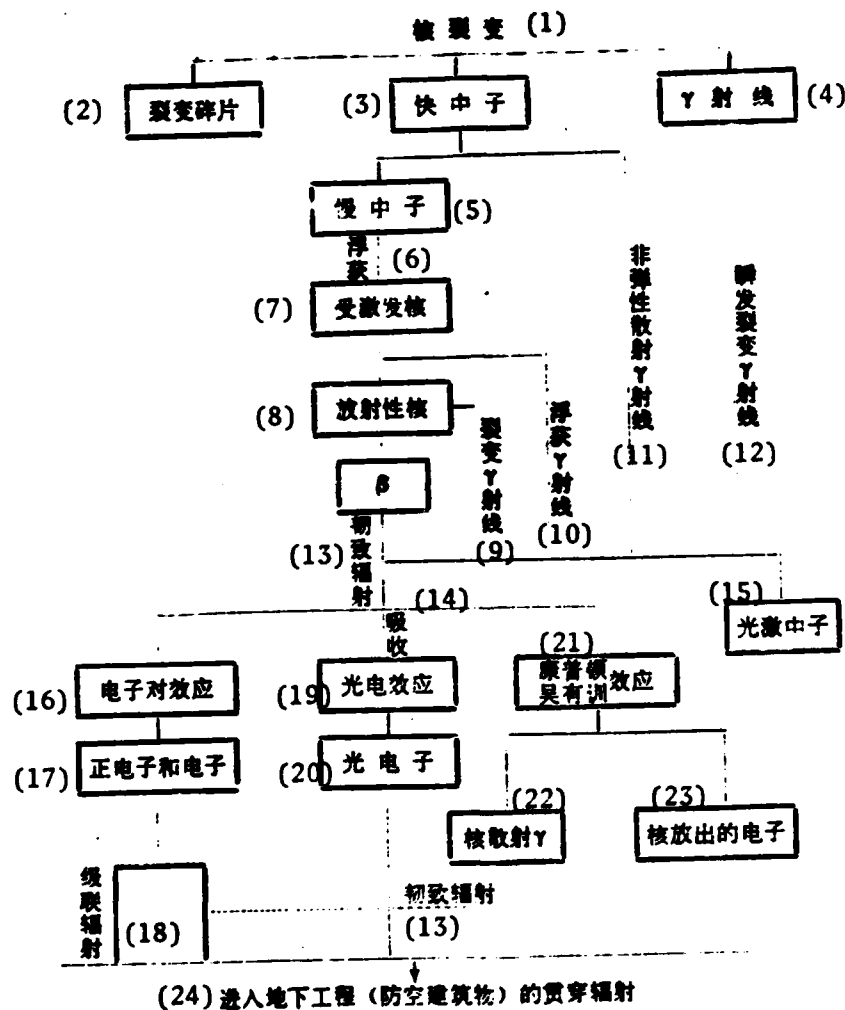 核裂变 (1)
(2) 裂变碎片
(3) 快中子
γ射线 (4)
慢中子 (5)
浮获 (6)
(7) 受激发核
(8) 放射性核
裂变γ射线 (9)
浮获γ射线 (10)
非弹性散射γ射线 (11)
瞬发裂变γ射线 (12)
β
(13) 韧致辐射
(14)
吸收
(15)
光激中子
(16) 电子对效应
(19) 光电效应
(21)
康普顿
吴有训 效应
(17) 正电子和电子
(20) 光电子
(22)
核散射γ
(23)
核放出的电子
级联辐射
(18)
韧致辐射
(13)
(24) 进入地下工程（防空建筑物）的贯穿辐射